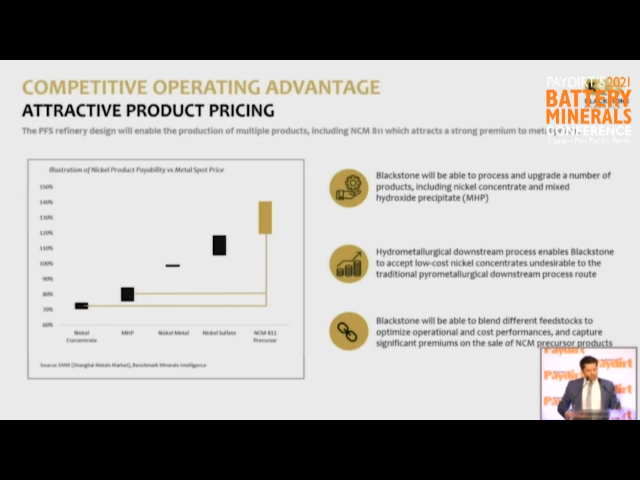 COMPETITIVE OPERATING ADVANTAGE
ATTRACTIVE PRODUCT PRICING
The PFS refinery design will enable the production of multiple products, including NCM 811 which attracts a strong premium to
PAYDIRT'S 2021
BATTERY
MINERALS
CONFERENCE
Illustration of Nickel Product Payability vs Metal Spot Price
150%
140%
130%
120%
110%
100%
90%
80%
70%
60%
Nickel
Concentrate
MHP
Nickel Metal
Nickel Sulfate
NCM 811
Precursor
Source: SMM (Shanghai Metals Market), Benchmark Minerals Intelligence
Blackstone will be able to process and upgrade a number of
products, including nickel concentrate and mixed
hydroxide precipitate (MHP)
Hydrometallurgical downstream process enables Blackstone
to accept low-cost nickel concentrates undesirable to the
traditional pyrometallurgical downstream process route
Blackstone will be able to blend different feedstocks to
optimize operational and cost performances, and capture
significant premiums on the sale of NCM precursor products
Paydirt
Paydirt